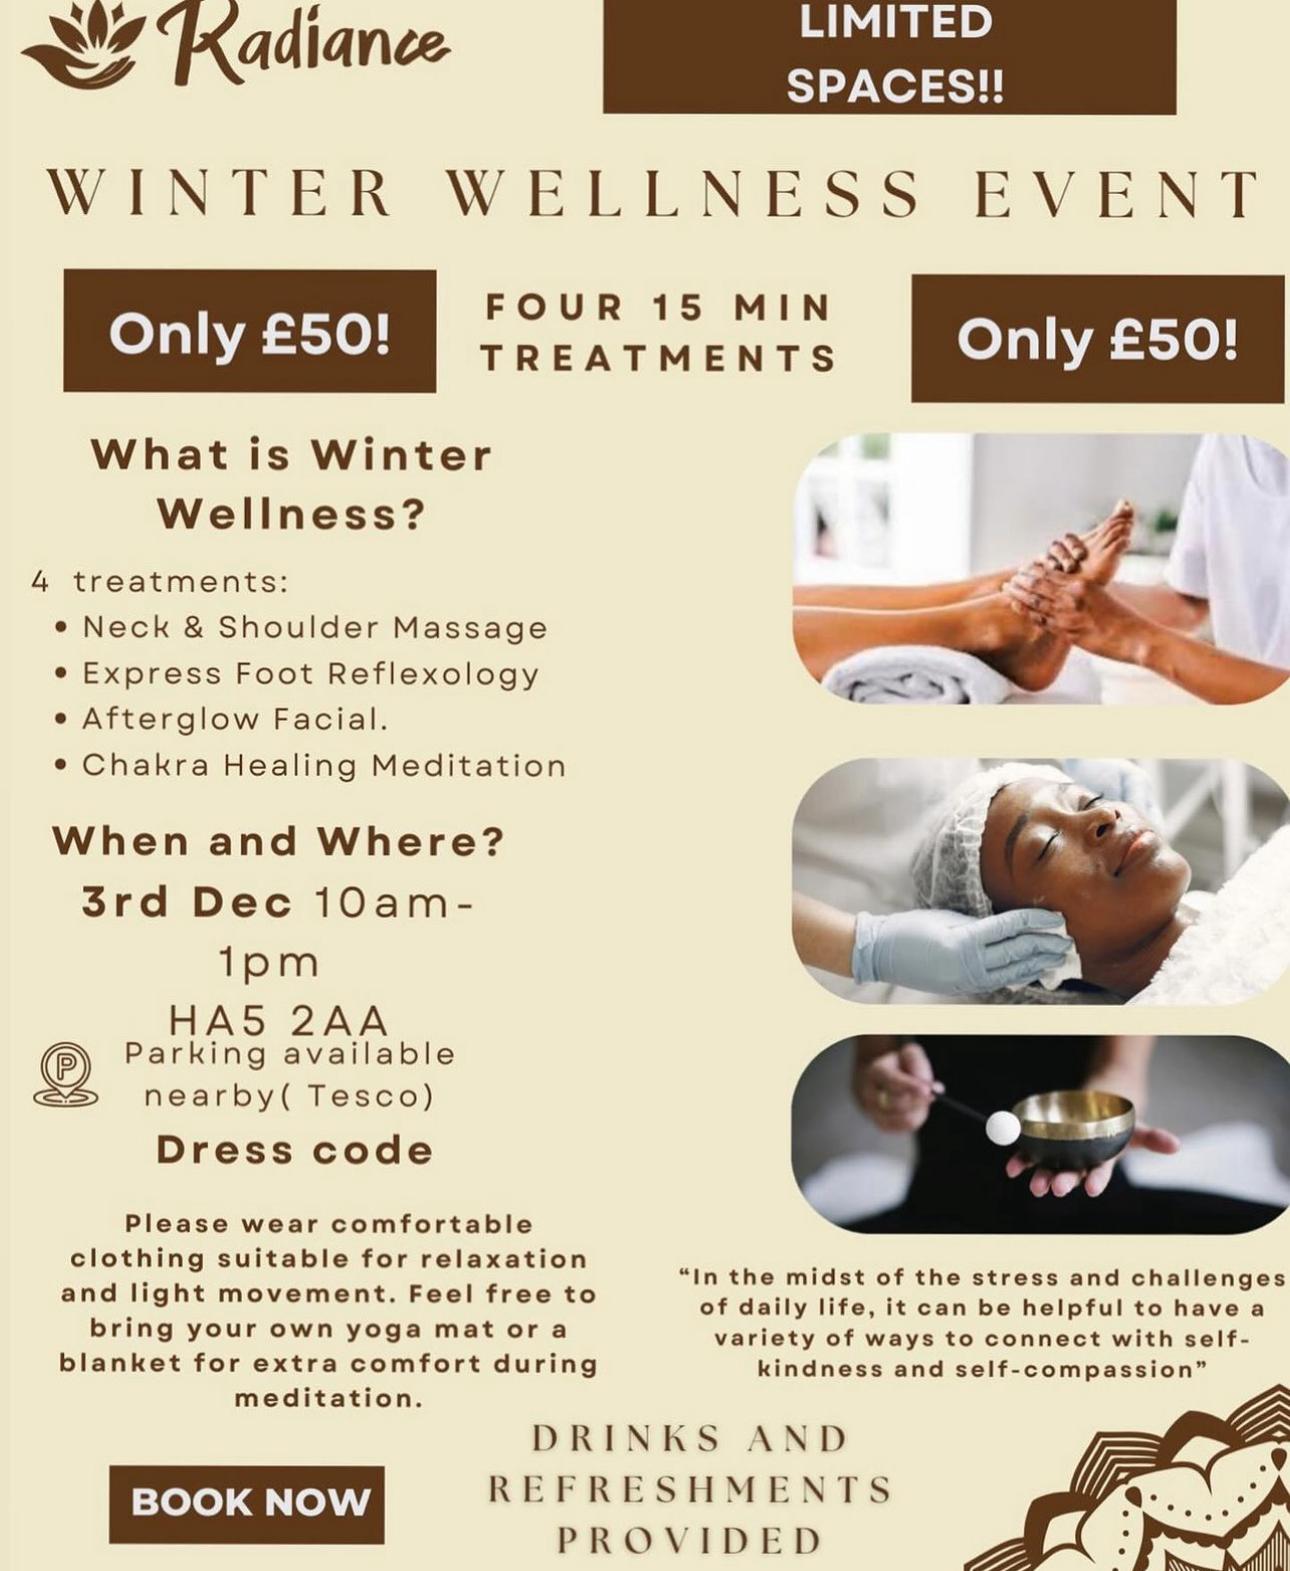 Radiance
LIMITED
SPACES!!
WINTER WELLNESS EVENT
Only £50!
FOUR 15 MIN
TREATMENTS
Only £50!
What is Winter
Wellness?
4 treatments:
• Neck & Shoulder Massage
• Express Foot Reflexology
• Afterglow Facial.
• Chakra Healing Meditation
When and Where?
3rd Dec 10am-
1pm
HA5 2AA
P
Parking available
nearby( Tesco)
Dress code
Please wear comfortable
clothing suitable for relaxation
and light movement. Feel free to
bring your own yoga mat or a
blanket for extra comfort during
meditation.
“In the midst of the stress and challenges
of daily life, it can be helpful to have a
variety of ways to connect with self-
kindness and self-compassion”
DRINKS AND
REFRESHMENTS
PROVIDED
BOOK NOW